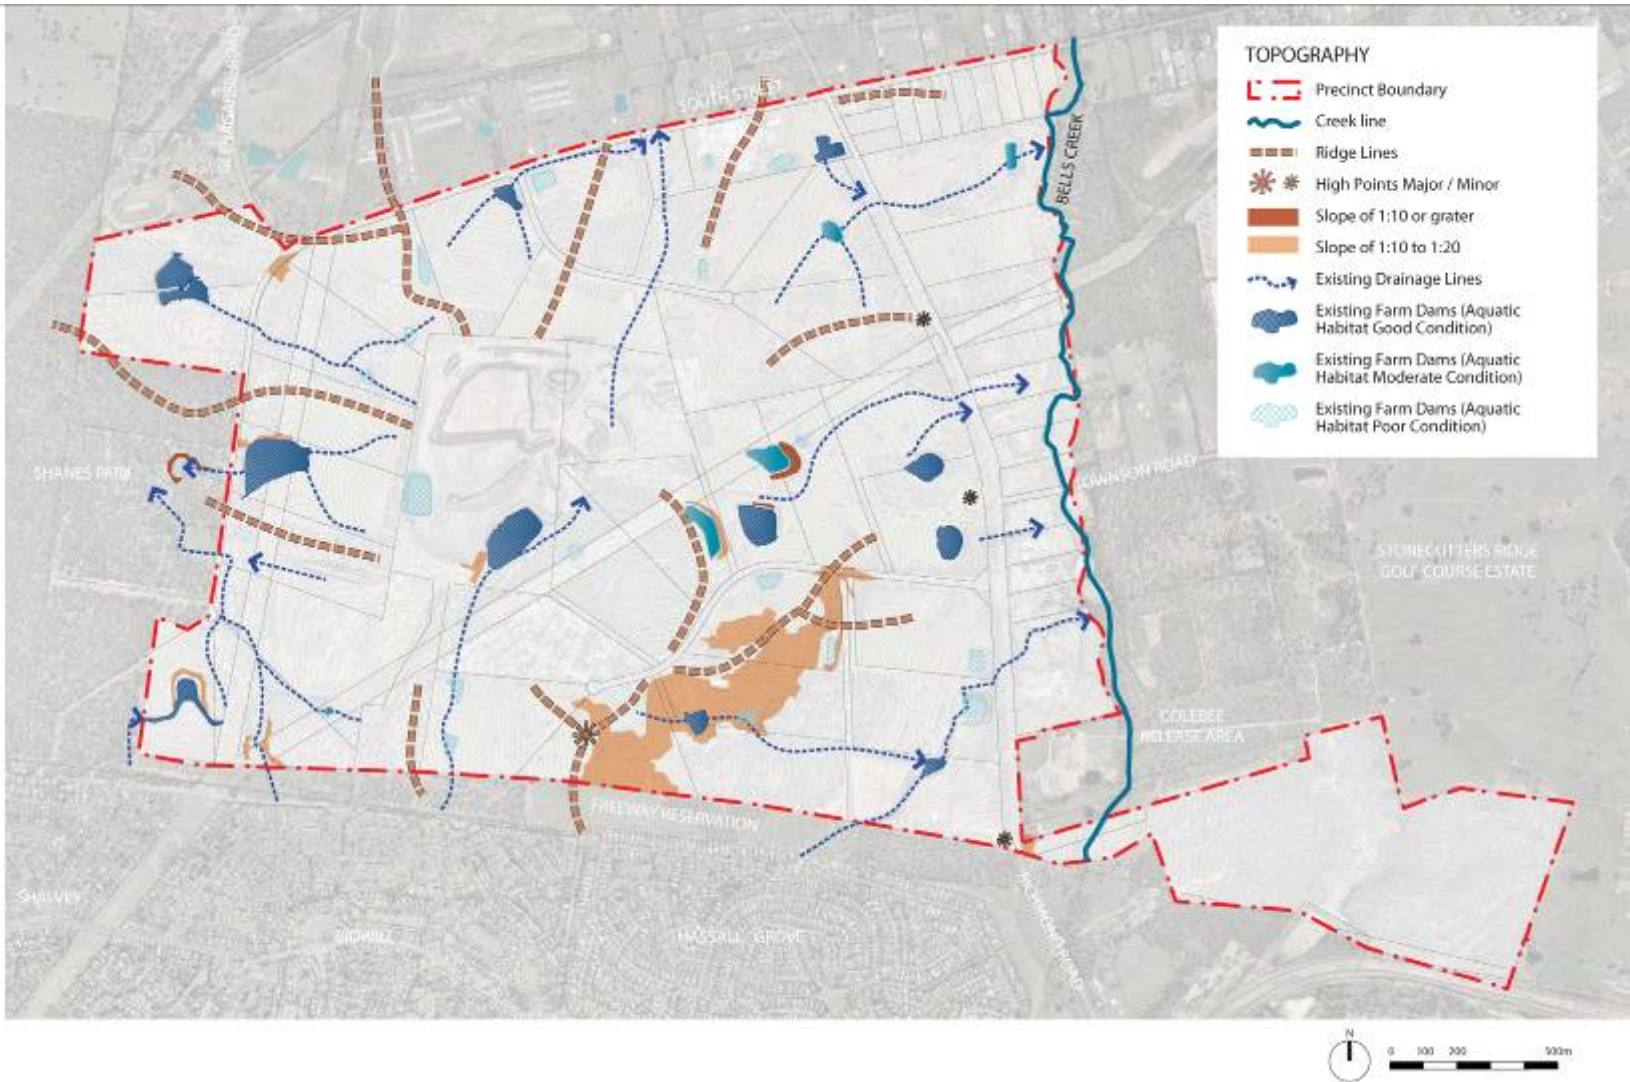 TOPOGRAPHY
Precinct Boundary
Creek line
Ridge Lines
High Points Major / Minor
Slope of 1:10 or grater
Slope of 1:10 to 1:20
Existing Drainage Lines
Existing Farm Dams (Aquatic
Habitat Good Condition)
Existing Farm Dams (Aquatic
Habitat Moderate Condition)
Existing Farm Dams (Aquatic
Habitat Poor Condition)
SOUTH STREET
BELLS CREEK
SHANES PARK
STONECUTTERS RIDGE
GOLF COURSE ESTATE
COLEBEE
RELEASE AREA
FREEWAY RESERVATION
SHALVEY
HASSALL GROVE
RICHMOND ROAD
N
0 100 200 500m